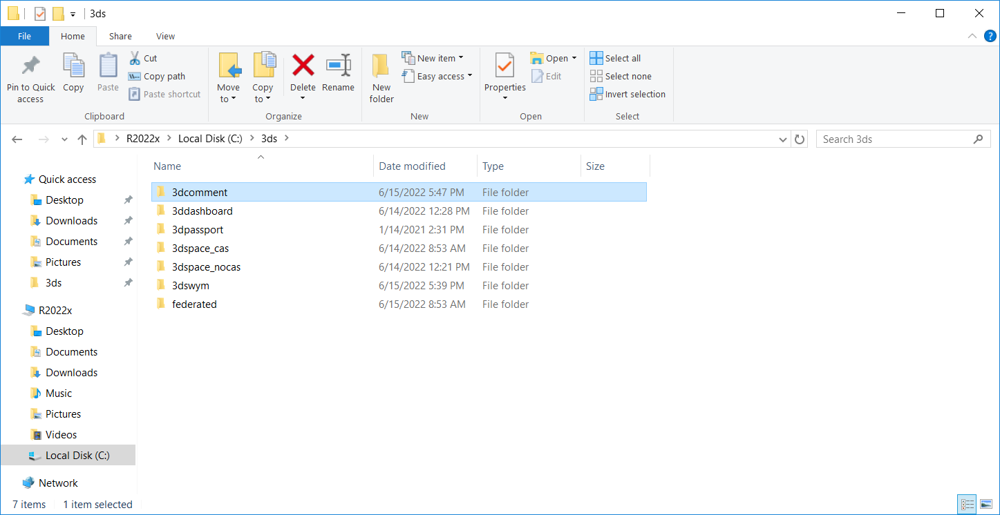 3ds
File Home Share View
Pin to Quick access
Copy
Paste
Cut
Copy path
Paste shortcut
Clipboard
Move to
Copy to
Delete
Rename
Organize
New folder
New item
Easy access
New
Properties
Open
Edit
Open
Select all
Select none
Invert selection
Select
R2022x > Local Disk (C:) > 3ds >
Search 3ds
Quick access
Desktop
Downloads
Documents
Pictures
3ds
R2022x
Desktop
Documents
Downloads
Music
Pictures
Videos
Local Disk (C:)
Network
Name Date modified Type Size
3dcomment 6/15/2022 5:47 PM File folder
3ddashboard 6/14/2022 12:28 PM File folder
3dpassport 1/14/2021 2:31 PM File folder
3dspace_cas 6/14/2022 8:53 AM File folder
3dspace_nocas 6/14/2022 12:21 PM File folder
3dswym 6/15/2022 5:39 PM File folder
federated 6/15/2022 8:53 AM File folder
7 items 1 item selected